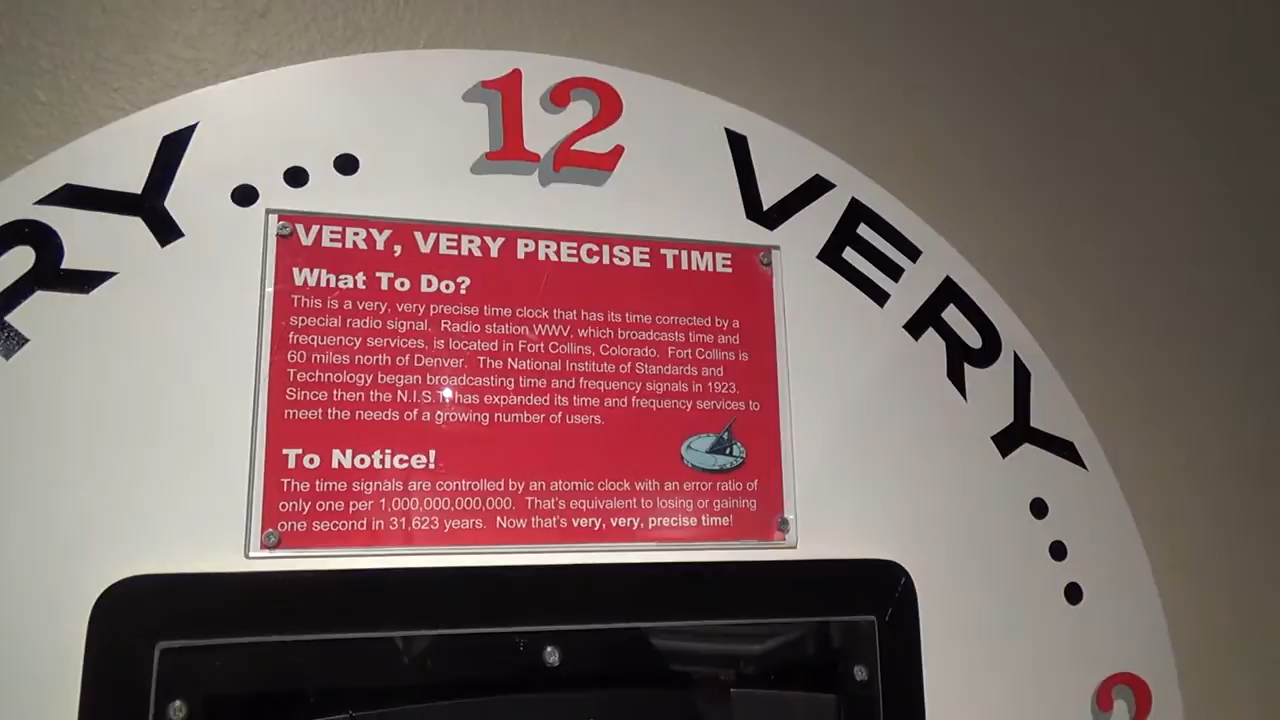 12
RY...
VERY...
VERY, VERY PRECISE TIME
What To Do?
This is a very, very precise time clock that has its time corrected by a
special radio signal. Radio station WWV, which broadcasts time and
frequency services, is located in Fort Collins, Colorado. Fort Collins is
60 miles north of Denver. The National Institute of Standards and
Technology began broadcasting time and frequency signals in 1923.
Since then the N.I.S.T. has expanded its time and frequency services to
meet the needs of a growing number of users.
To Notice!
The time signals are controlled by an atomic clock with an error ratio of
only one per 1,000,000,000,000. That's equivalent to losing or gaining
one second in 31,623 years. Now that's very, very, precise time!